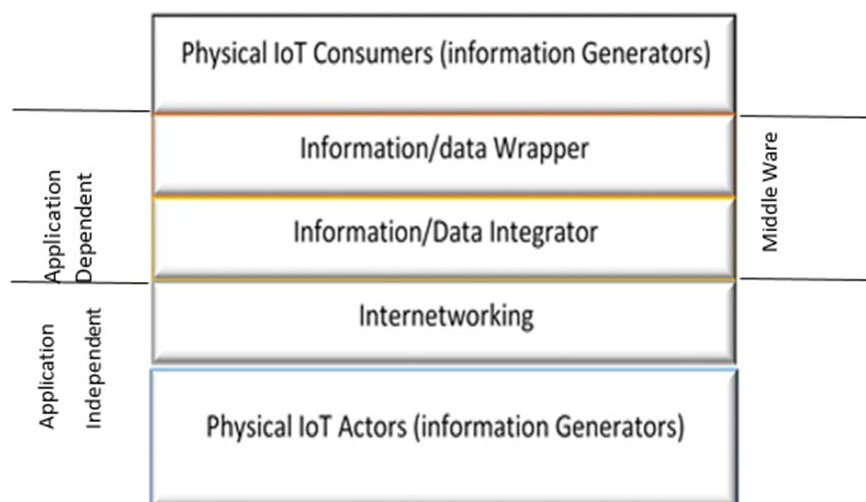 Physical IoT Consumers (information Generators)
Information/data Wrapper
Information/Data Integrator
Internetworking
Physical IoT Actors (information Generators)
Application
Dependent
Application
Independent
Middle Ware